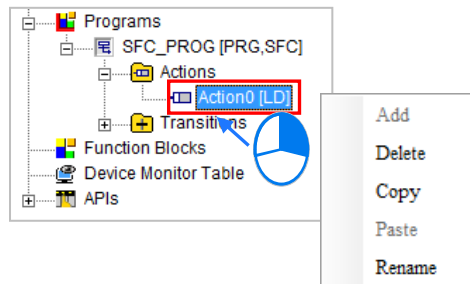 Programs
SFC_PROG [PRG,SFC]
Actions
Action0 [LD]
Transitions
Function Blocks
Device Monitor Table
APIs
Add
Delete
Copy
Paste
Rename